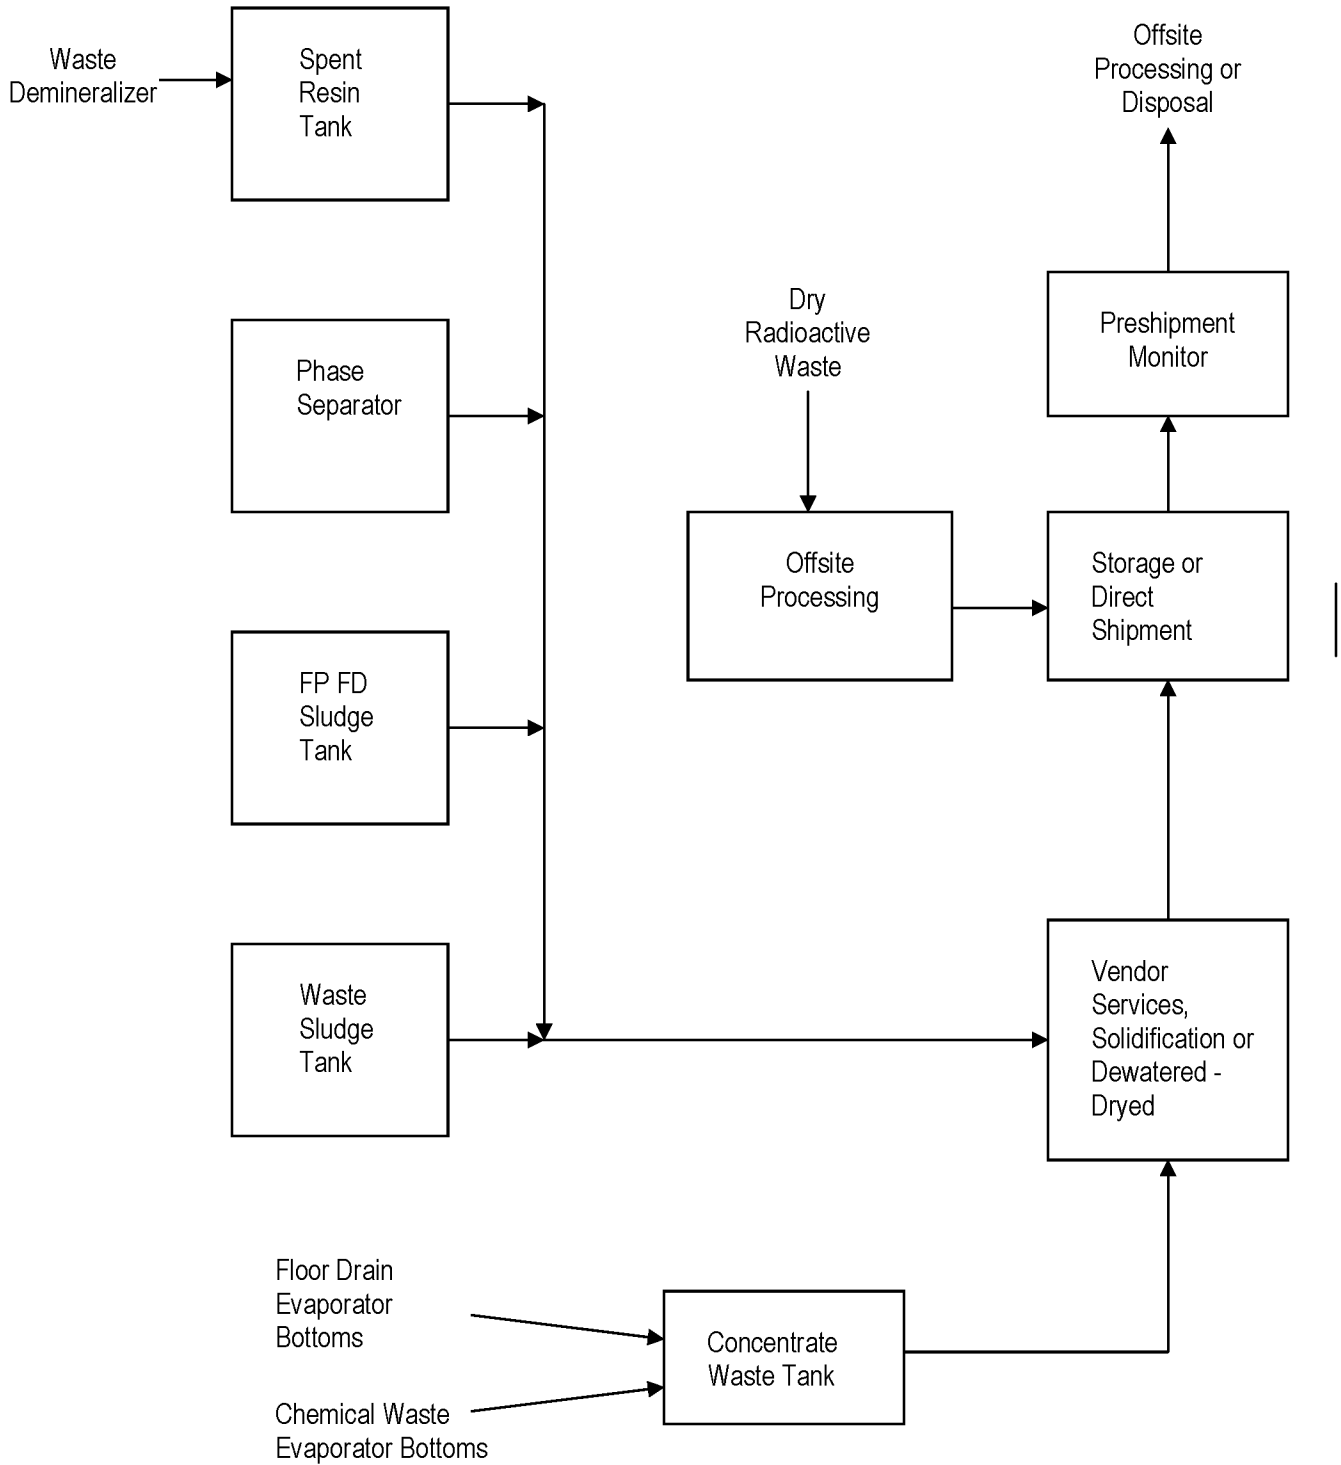 Waste
Demineralizer
Spent
Resin
Tank
Offsite
Processing or
Disposal
Phase
Separator
Dry
Radioactive
Waste
Preshipment
Monitor
Offsite
Processing
Storage or
Direct
Shipment
FP FD
Sludge
Tank
Waste
Sludge
Tank
Vendor
Services,
Solidification or
Dewatered -
Dryed
Floor Drain
Evaporator
Bottoms
Concentrate
Waste Tank
Chemical Waste
Evaporator Bottoms